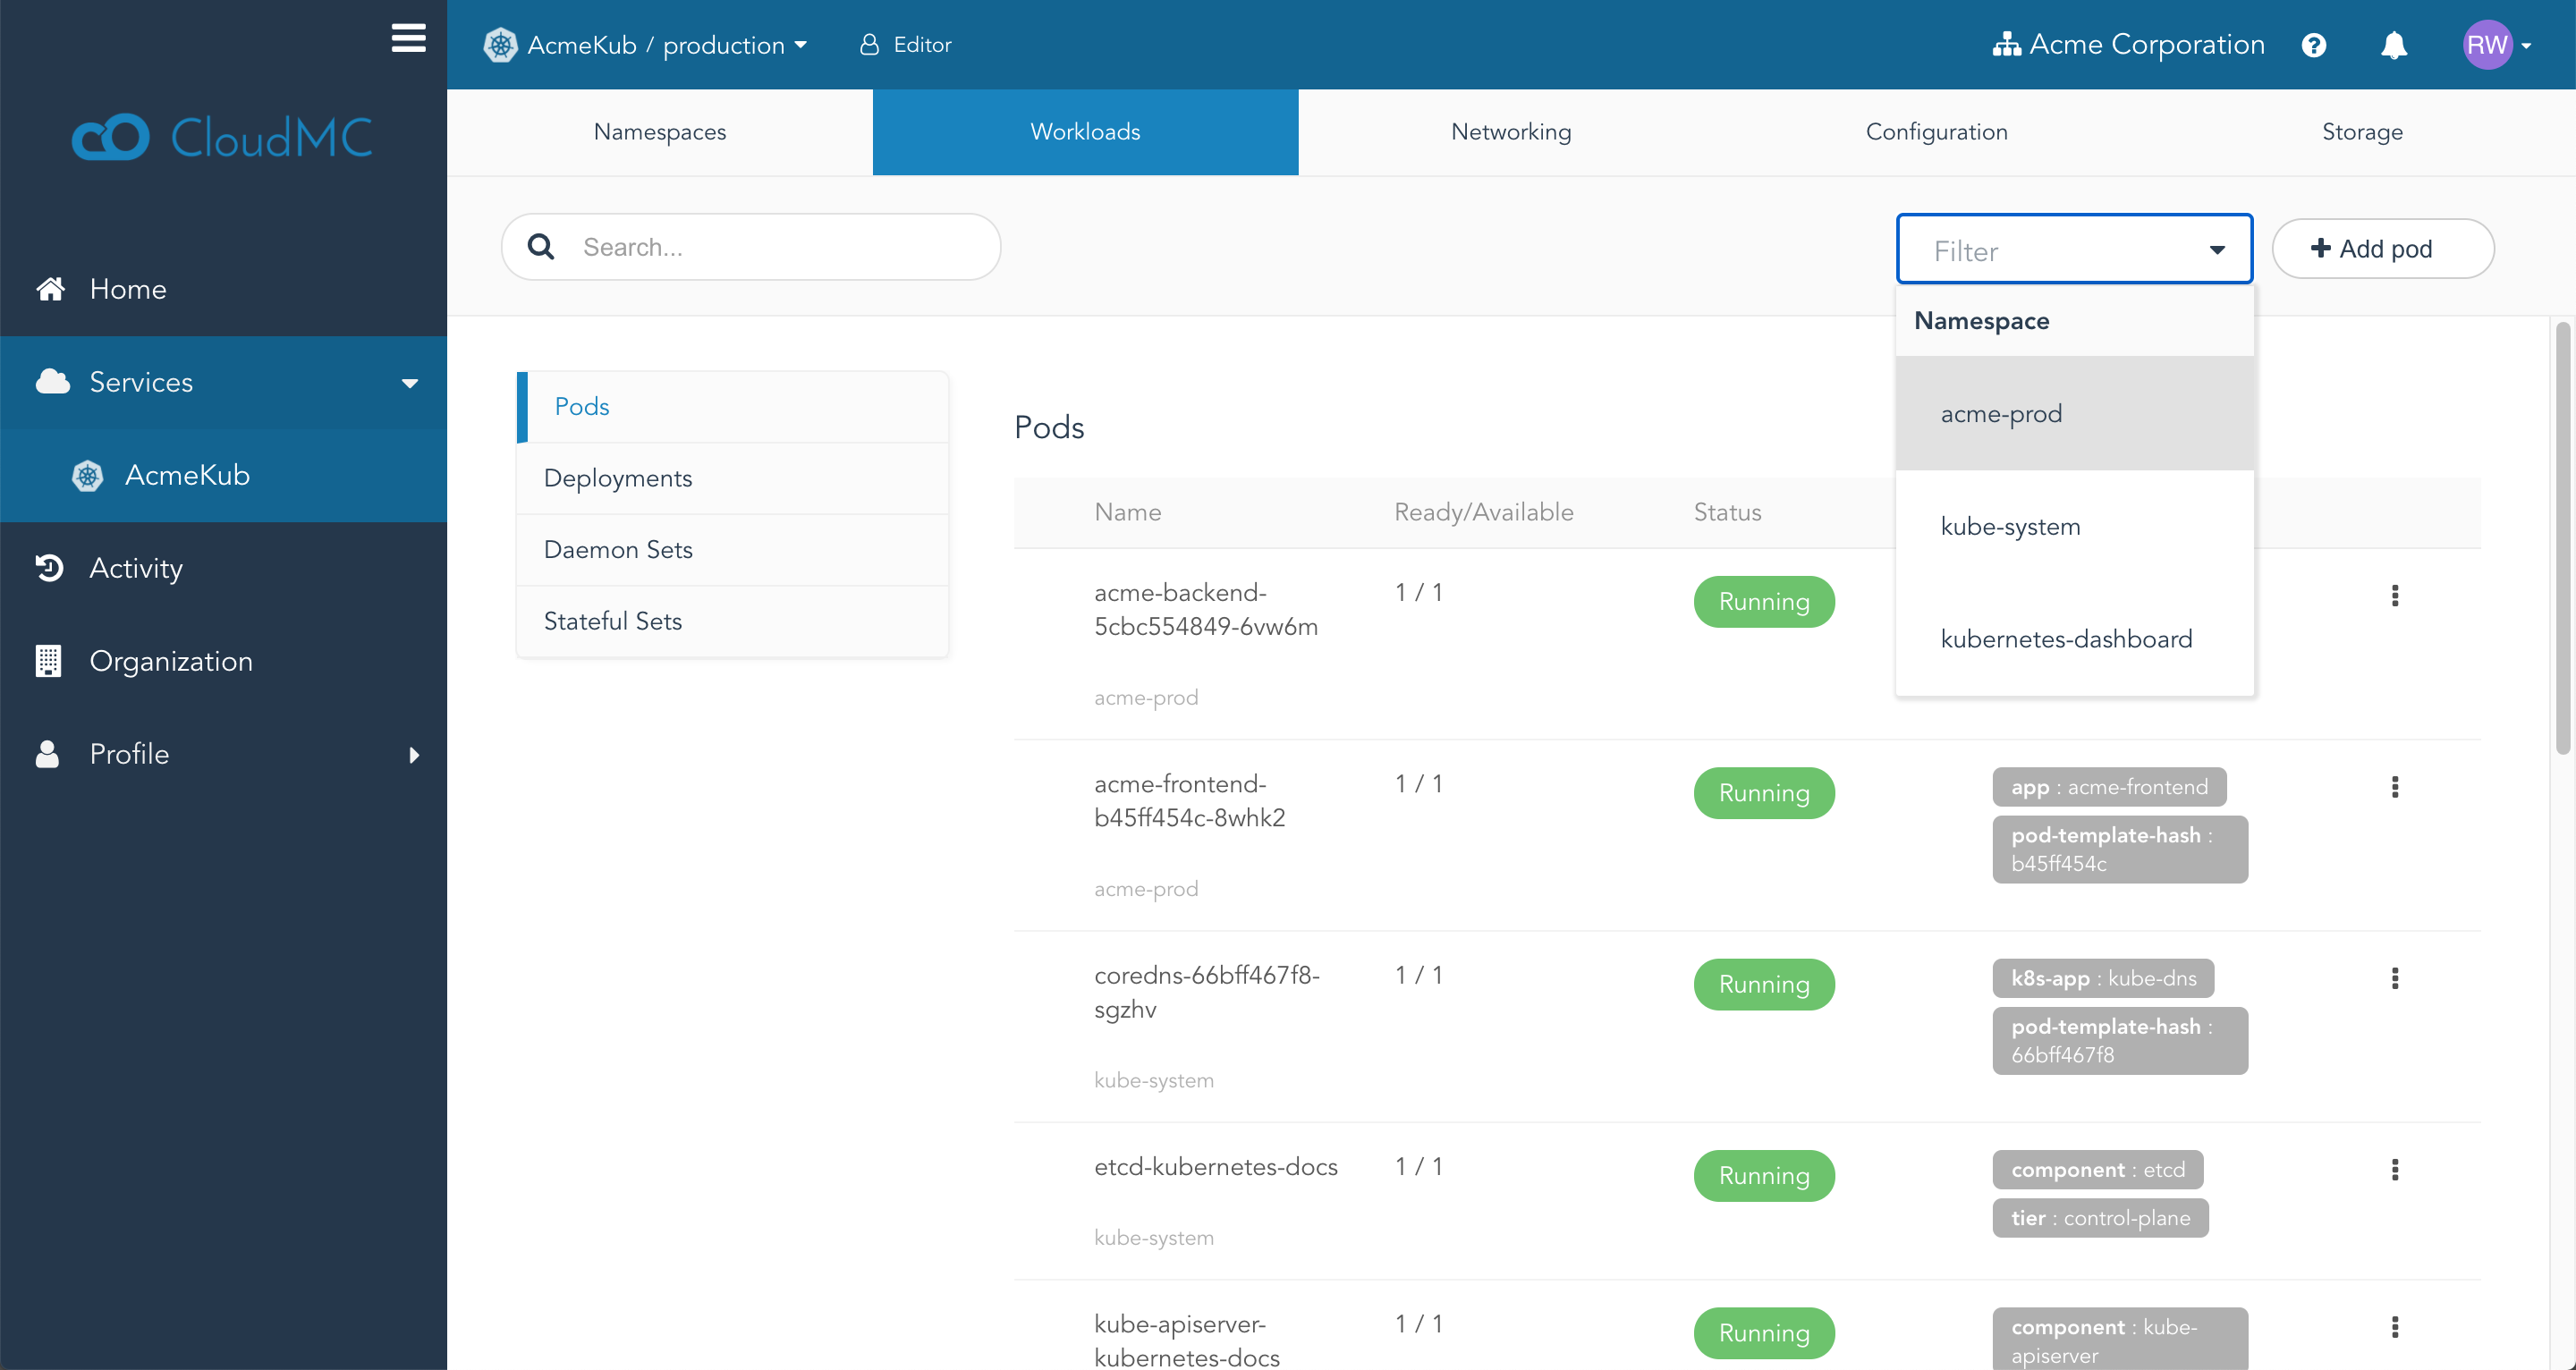 AcmeKub / production
Editor
Acme Corporation
RW
CloudMC
Home
Services
AcmeKub
Activity
Organization
Profile
Namespaces
Workloads
Networking
Configuration
Storage
Search...
Filter
Add pod
Namespace
acme-prod
kube-system
kubernetes-dashboard
Pods
Deployments
Daemon Sets
Stateful Sets
Pods
Name
Ready/Available
Status
acme-backend-
5cbc554849-6vw6m
acme-prod
1 / 1
Running
acme-frontend-
b45ff454c-8whk2
acme-prod
1 / 1
Running
app : acme-frontend
pod-template-hash :
b45ff454c
coredns-66bff467f8-
sgzhv
kube-system
1 / 1
Running
k8s-app : kube-dns
pod-template-hash :
66bff467f8
etcd-kubernetes-docs
kube-system
1 / 1
Running
component : etcd
tier : control-plane
kube-apiserver-
kubernetes-docs
1 / 1
Running
component : kube-
apiserver